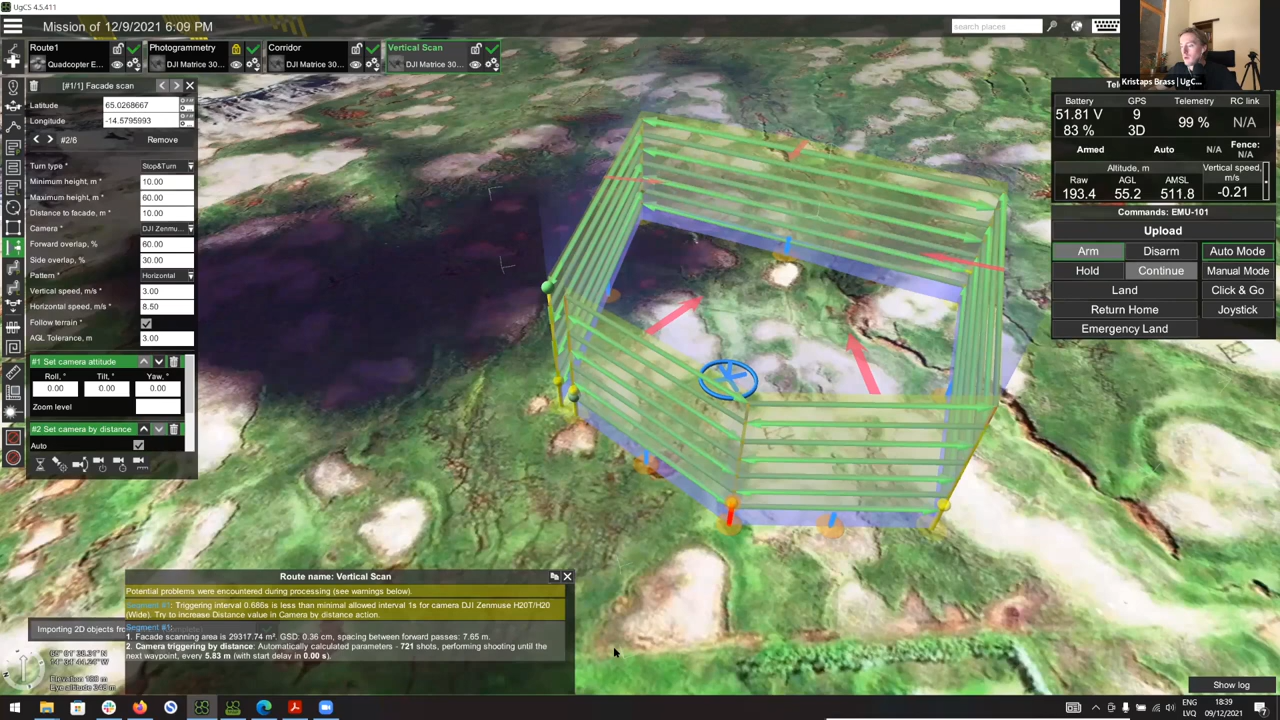 UgCS 4.5.411
Mission of 12/9/2021 6:09 PM
search places
Route1
Quadcopter E...
Photogrammetry
DJI Matrice 30...
Corridor
DJI Matrice 30...
Vertical Scan
DJI Matrice 30...
Kristaps Brass | UgC...
[#1/1] Facade scan
Latitude 65.0268667
Longitude -14.5795993
#2/6 Remove
Turn type * Stop&Turn
Minimum height, m * 10.00
Maximum height, m * 60.00
Distance to facade, m * 10.00
Camera * DJI Zenmu...
Forward overlap, % 60.00
Side overlap, % 30.00
Pattern * Horizontal
Vertical speed, m/s * 3.00
Horizontal speed, m/s * 8.50
Follow terrain *
AGL Tolerance, m 3.00
#1 Set camera attitude
Roll, ° Tilt, ° Yaw, °
0.00 0.00 0.00
Zoom level
#2 Set camera by distance
Auto
Battery GPS Telemetry RC link
51.81 V 9 99 % N/A
83 % 3D
Armed Auto N/A Fence: N/A
Altitude, m Vertical speed, m/s
Raw AGL AMSL
193.4 55.2 511.8 -0.21
Commands: EMU-101
Upload
Arm Disarm Auto Mode
Hold Continue Manual Mode
Land Click & Go
Return Home Joystick
Emergency Land
Route name: Vertical Scan
Potential problems were encountered during processing (see warnings below).
Triggering interval 0.686s is less than minimal allowed interval 1s for camera DJI Zenmuse H20T/H20
(Wide). Try to increase Distance value in Camera by distance action.
Segment #1:
1. Facade scanning area is 29317.74 m². GSD: 0.36 cm, spacing between forward passes: 7.65 m.
2. Camera triggering by distance: Automatically calculated parameters - 721 shots, performing shooting until the
next waypoint, every 5.83 m (with start delay in 0.00 s).
Importing 2D objects
Show log
ENG
LVQ
18:39
09/12/2021
7